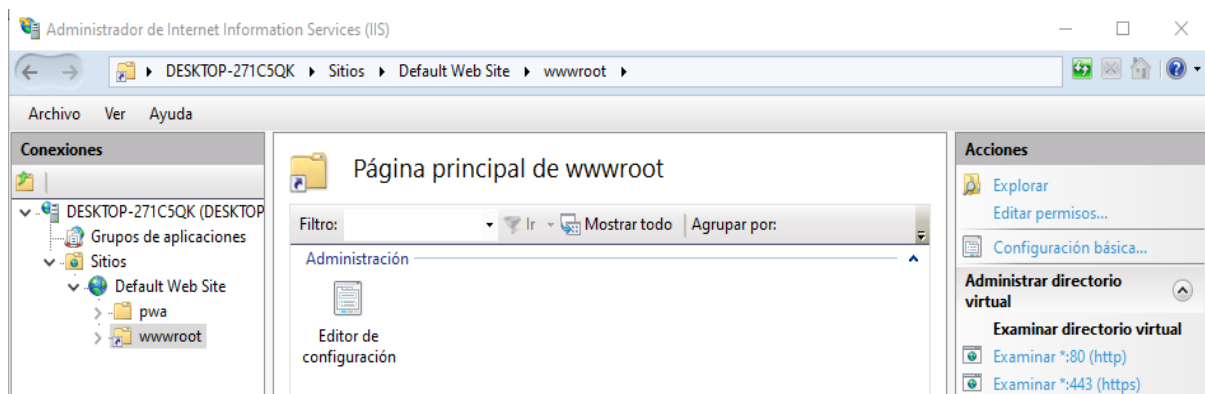 Administrador de Internet Information Services (IIS)
DESKTOP-271C5QK Sitios Default Web Site wwwroot
Archivo Ver Ayuda
Conexiones
DESKTOP-271C5QK (DESKTOP
Grupos de aplicaciones
Sitios
Default Web Site
pwa
wwwroot
Página principal de wwwroot
Filtro: Ir Mostrar todo Agrupar por:
Administración
Editor de
configuración
Acciones
Explorar
Editar permisos...
Configuración básica...
Administrar directorio
virtual
Examinar directorio virtual
Examinar *:80 (http)
Examinar *:443 (https)